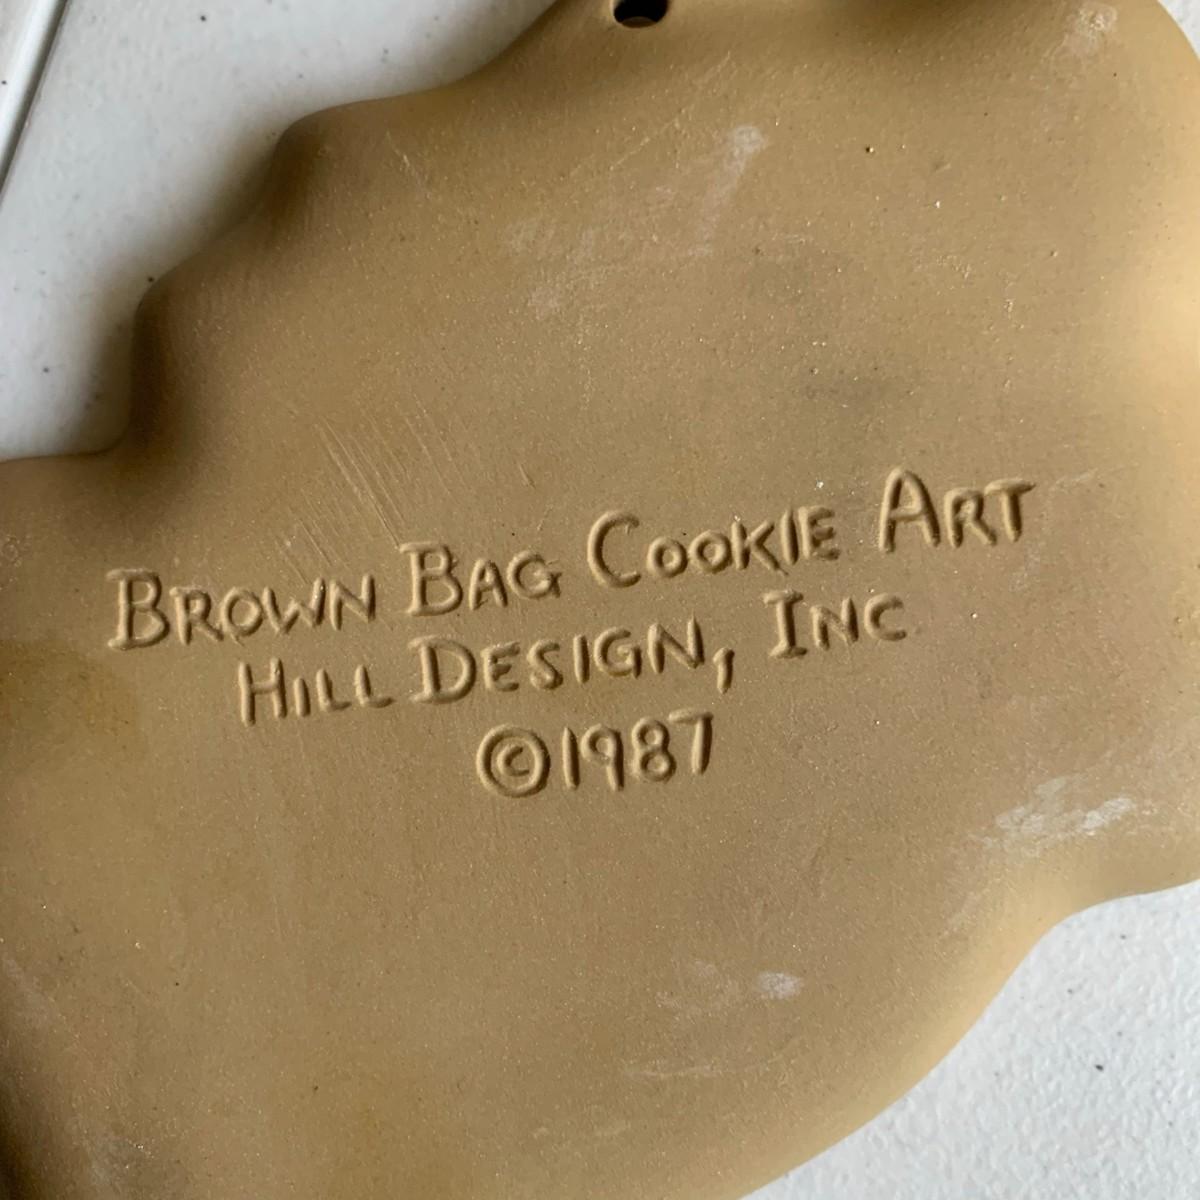 Brown Bag Cookie Art
Hill Design, Inc
©1987